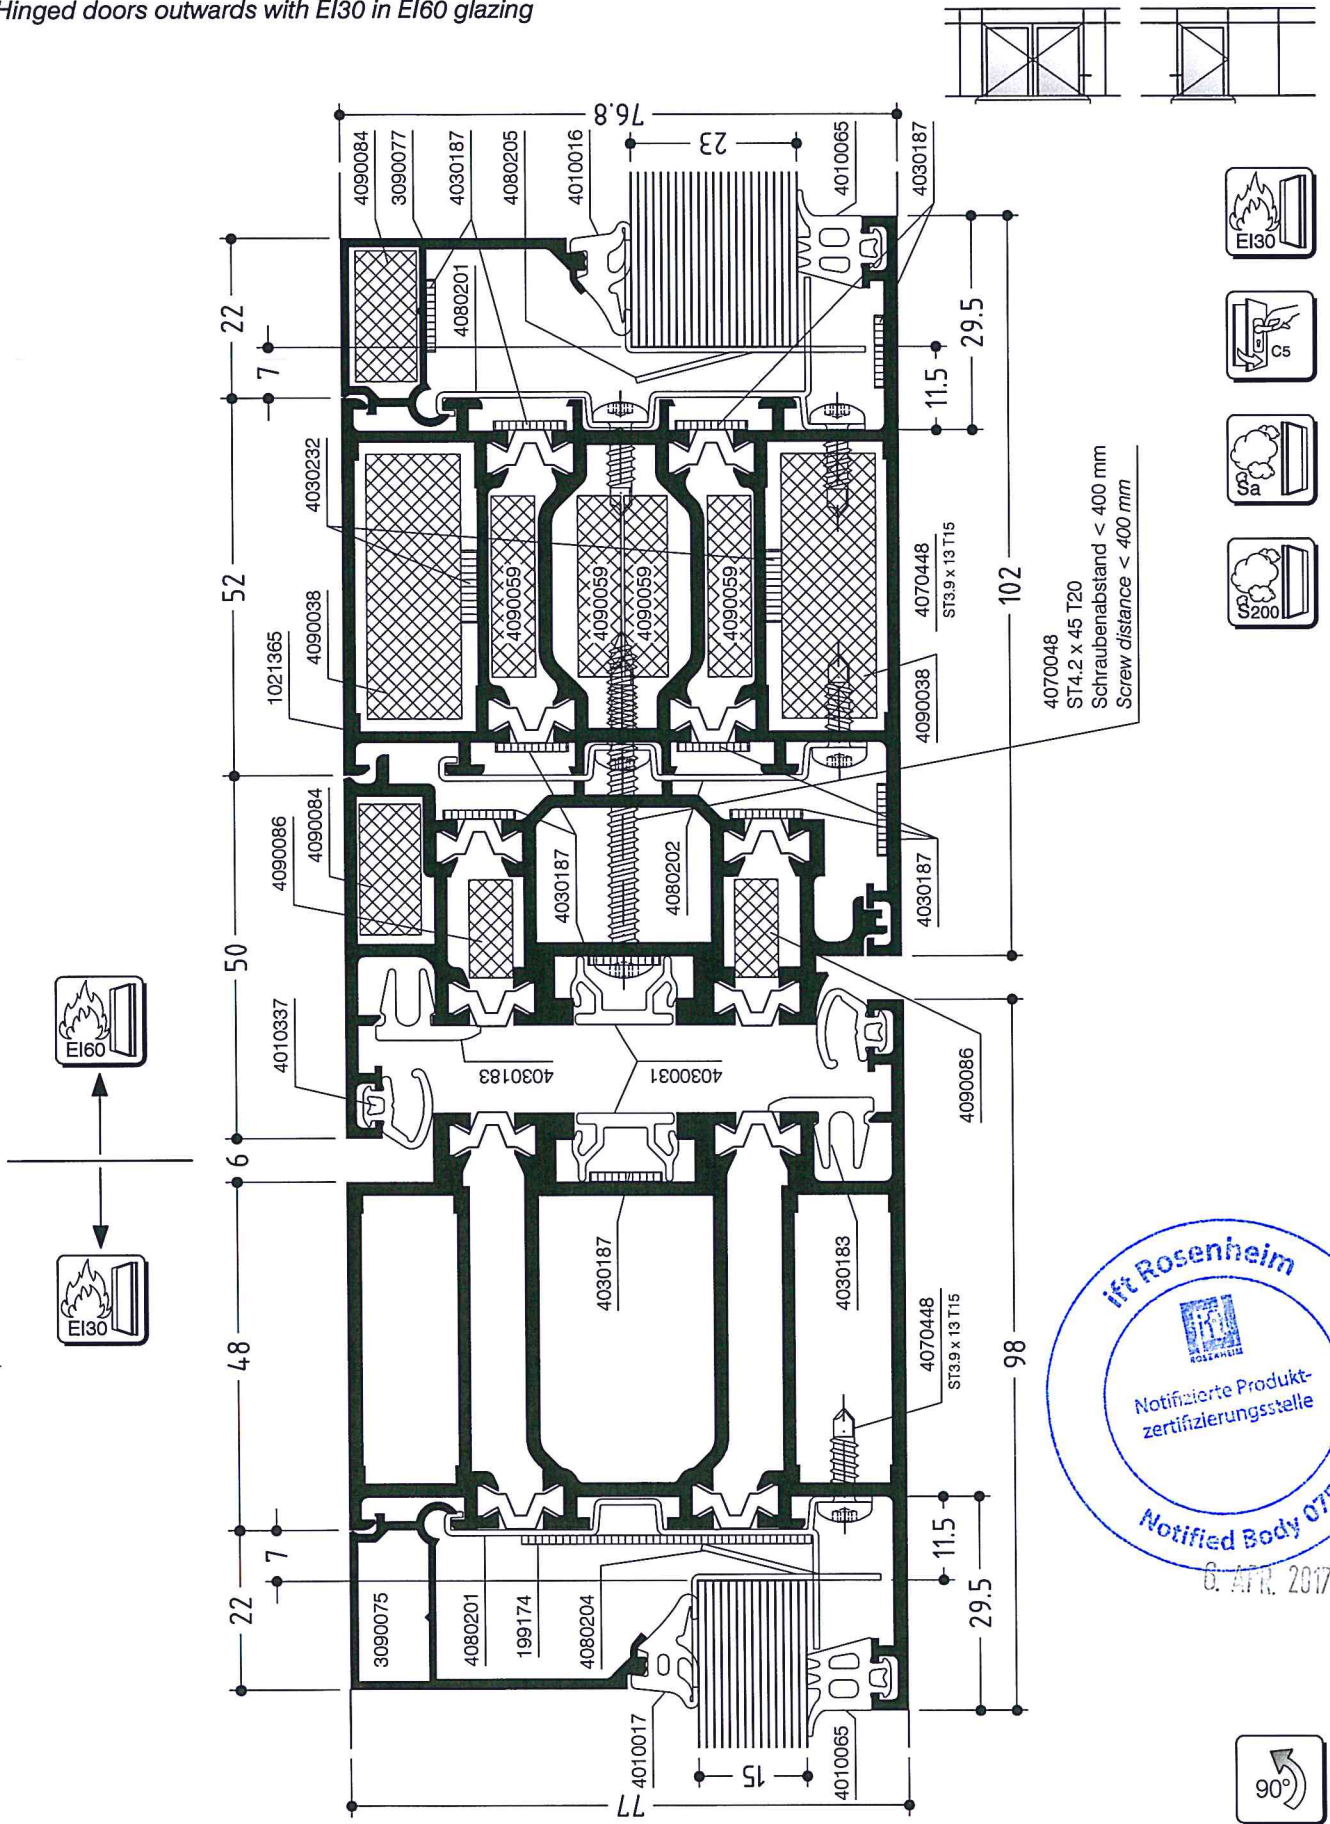 Hinged doors outwards with EI30 in EI60 glazing
76.8
4090084
3090077
4030187
4080205
4010016
23
4010065
4030187
22
7
4080201
11.5
29.5
EI30
C5
Sa
S200
52
4030232
1021365
4090038
4090059
4090059
4090059
4090059
4070448
ST3.9 x 13 T15
4090038
102
4070048
ST4.2 x 45 T20
Schraubenabstand < 400 mm
Screw distance < 400 mm
50
4090086
4090084
4030187
4080202
4030187
EI60
4010337
4030183
4030031
4090086
6
EI30
48
4030187
4030183
4070448
ST3.9 x 13 T15
98
22
7
3090075
4080201
199174
4080204
11.5
29.5
4010017
15
4010065
77
90°
ift Rosenheim
ift
ROSENHEIM
Notifizierte Produkt-
zertifizierungsstelle
Notified Body
6. APR. 2017